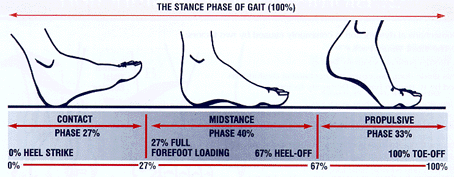 THE STANCE PHASE OF GAIT (100%)
CONTACT
PHASE 27%
MIDSTANCE
PHASE 40%
PROPULSIVE
PHASE 33%
0% HEEL STRIKE
27% FULL
FOREFOOT LOADING
67% HEEL-OFF
100% TOE-OFF
0%
27%
67%
100%